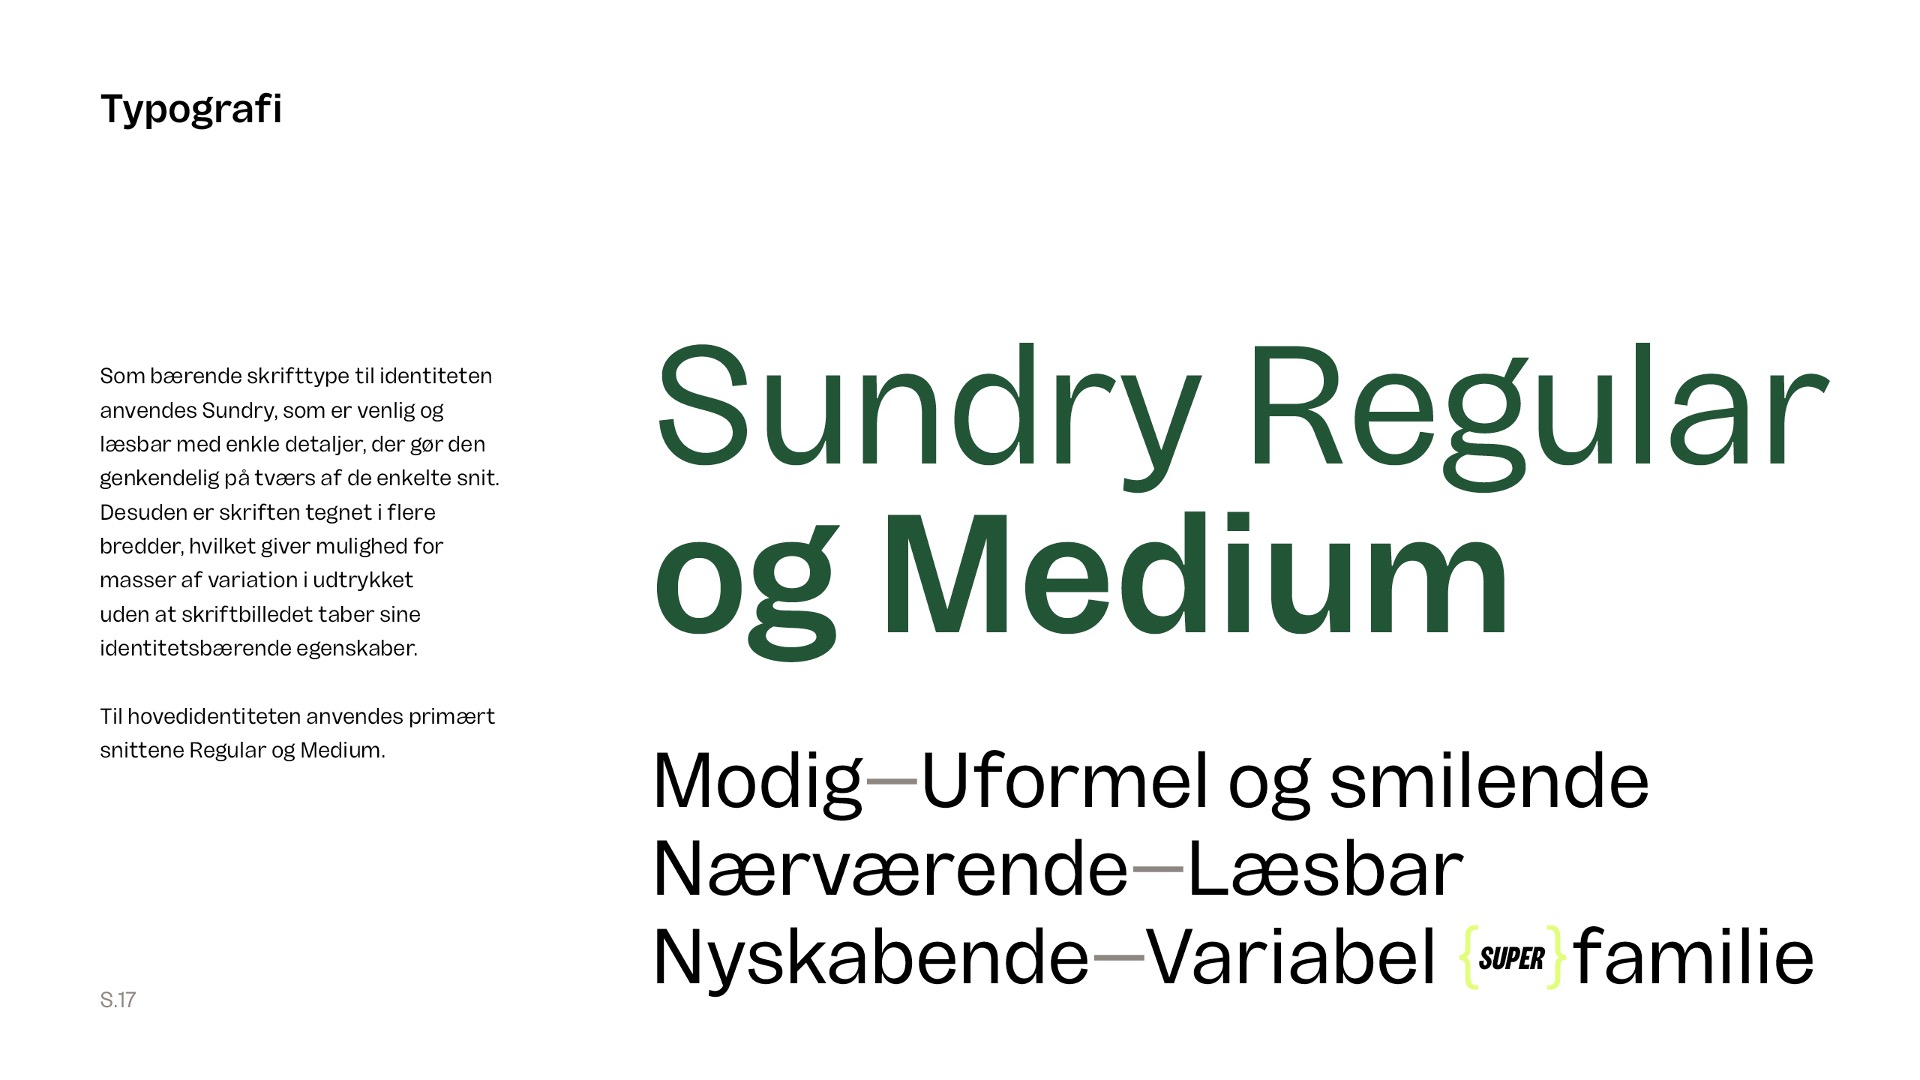 Typografi
Som bærende skrifttype til identiteten
anvendes Sundry, som er venlig og
læsbar med enkle detaljer, der gør den
genkendelig på tværs af de enkelte snit.
Desuden er skriften tegnet i flere
bredder, hvilket giver mulighed for
masser af variation i udtrykket
uden at skriftbilledet taber sine
identitetsbærende egenskaber.
Til hovedidentiteten anvendes primært
snittene Regular og Medium.
Sundry Regular
og Medium
Modig—Uformel og smilende
Nærværende—Læsbar
Nyskabende—Variabel {SUPER}familie
S.17